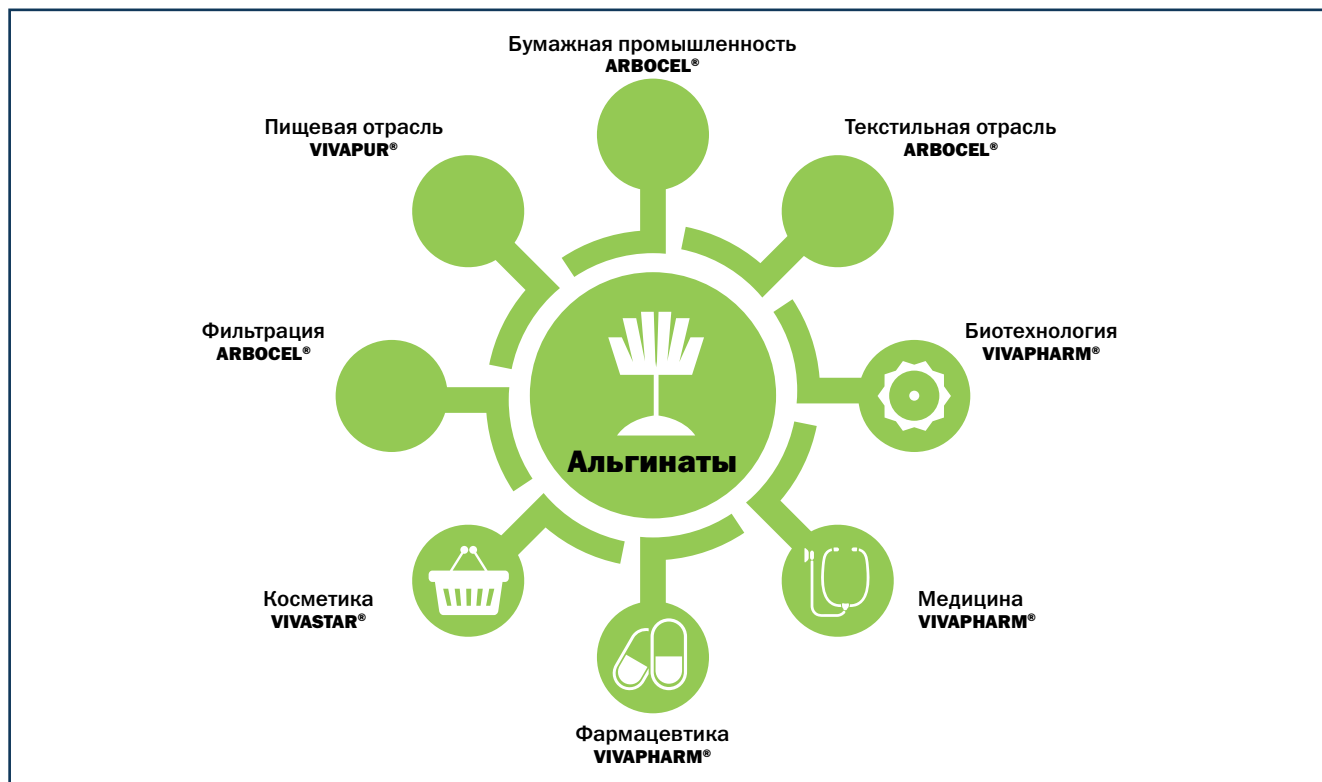 Бумажная промышленность
ARBOCEL®
Пищевая отрасль
VIVAPUR®
Текстильная отрасль
ARBOCEL®
Фильтрация
ARBOCEL®
Биотехнология
VIVAPHARM®
Альгинаты
Косметика
VIVASTAR®
Медицина
VIVAPHARM®
Фармацевтика
VIVAPHARM®